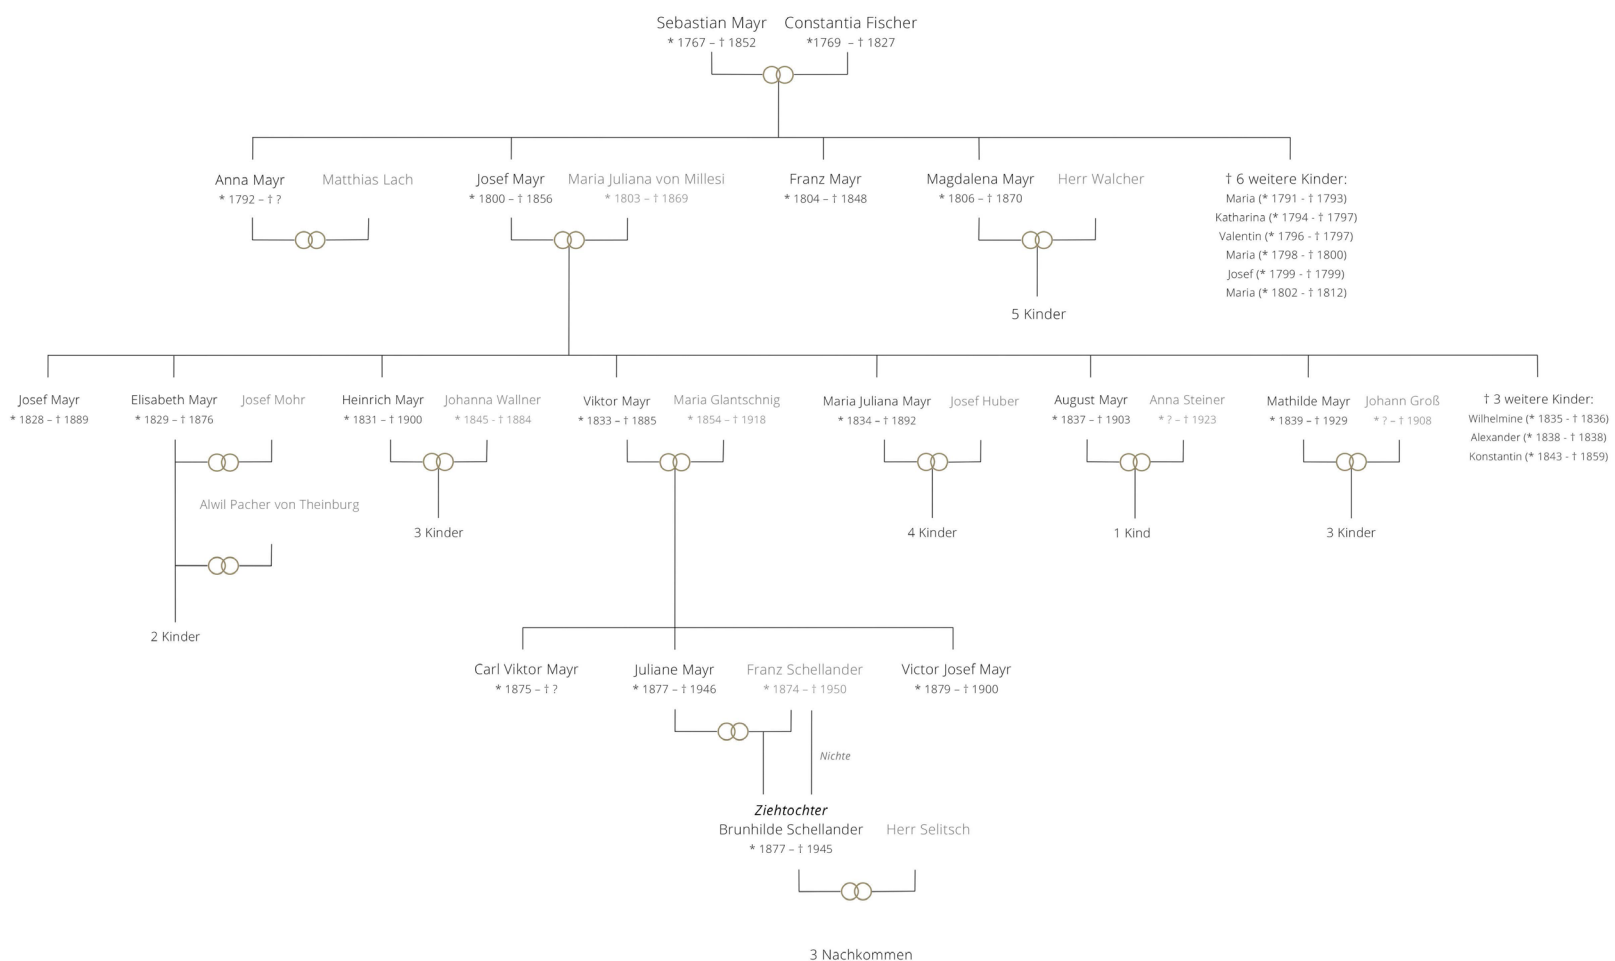 Sebastian Mayr
* 1767 – † 1852
Constantia Fischer
*1769 – † 1827
Anna Mayr
* 1792 – † ?
Matthias Lach
Josef Mayr
* 1800 – † 1856
Maria Juliana von Millesi
* 1803 – † 1869
Franz Mayr
* 1804 – † 1848
Magdalena Mayr
* 1806 – † 1870
Herr Walcher
5 Kinder
† 6 weitere Kinder:
Maria (* 1791 - † 1793)
Katharina (* 1794 - † 1797)
Valentin (* 1796 - † 1797)
Maria (* 1798 - † 1800)
Josef (* 1799 - † 1799)
Maria (* 1802 - † 1812)
Josef Mayr
* 1828 – † 1889
Elisabeth Mayr
* 1829 – † 1876
Josef Mohr
Alwil Pacher von Theinburg
2 Kinder
Heinrich Mayr
* 1831 – † 1900
Johanna Wallner
* 1845 - † 1884
3 Kinder
Viktor Mayr
* 1833 – † 1885
Maria Glantschnig
* 1854 – † 1918
Maria Juliana Mayr
* 1834 – † 1892
Josef Huber
4 Kinder
August Mayr
* 1837 – † 1903
Anna Steiner
* ? – † 1923
1 Kind
Mathilde Mayr
* 1839 – † 1929
Johann Groß
* ? – † 1908
3 Kinder
† 3 weitere Kinder:
Wilhelmine (* 1835 - † 1836)
Alexander (* 1838 - † 1838)
Konstantin (* 1843 - † 1859)
Carl Viktor Mayr
* 1875 – † ?
Juliane Mayr
* 1877 – † 1946
Franz Schellander
* 1874 – † 1950
Victor Josef Mayr
* 1879 – † 1900
Nichte
Ziehtochter
Brunhilde Schellander
* 1877 – † 1945
Herr Selitsch
3 Nachkommen